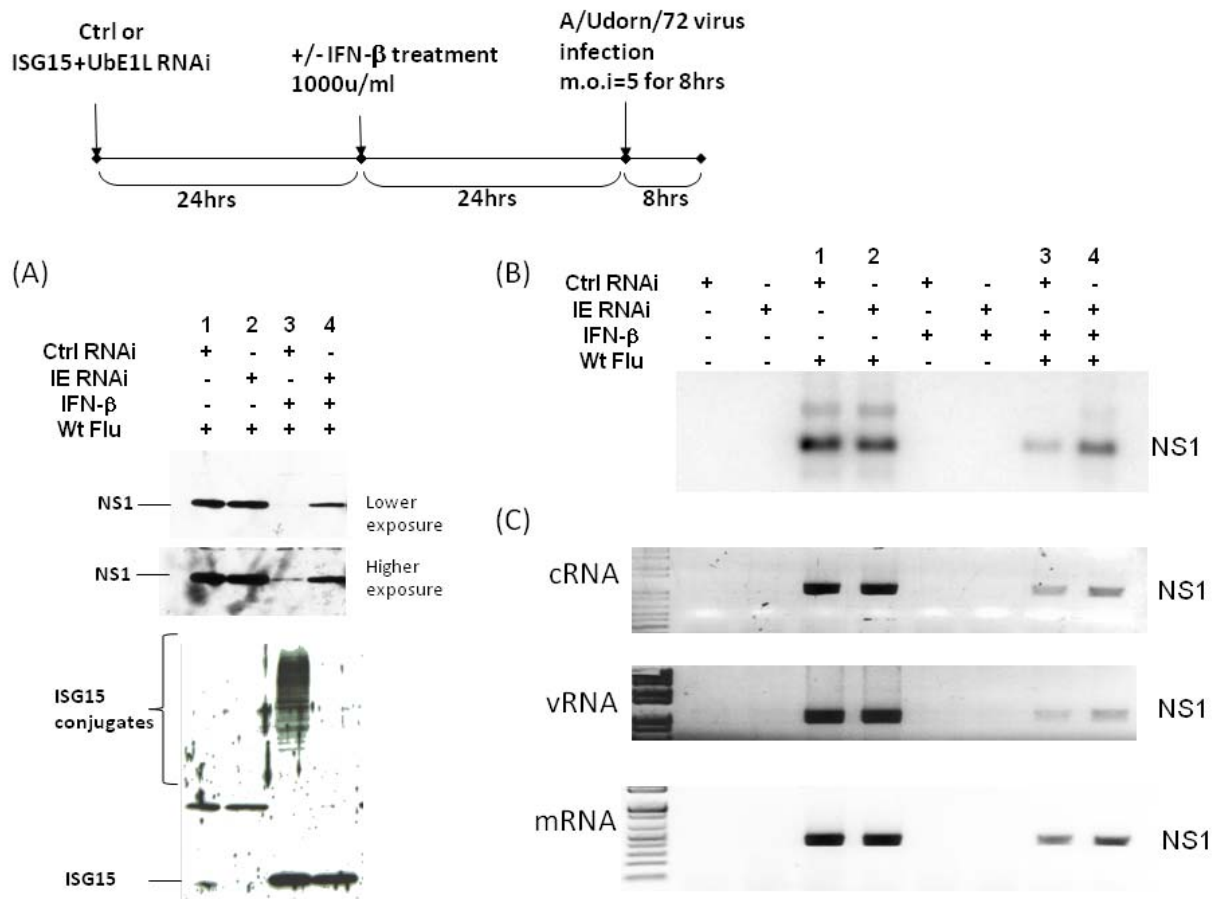 Ctrl or
ISG15+UbE1L RNAi
+/- IFN-β treatment
1000u/ml
A/Udorn/72 virus
infection
m.o.i=5 for 8hrs
24hrs
24hrs
8hrs
(A)
1 2 3 4
Ctrl RNAi + - + -
IE RNAi - + - +
IFN-β - - + +
Wt Flu + + + +
NS1
Lower
exposure
NS1
Higher
exposure
ISG15
conjugates
ISG15
(B)
1 2 3 4
Ctrl RNAi + - + - + - + -
IE RNAi - + - + - + - +
IFN-β - - - - + + + +
Wt Flu - - + + - - + +
NS1
(C)
cRNA NS1
vRNA NS1
mRNA NS1